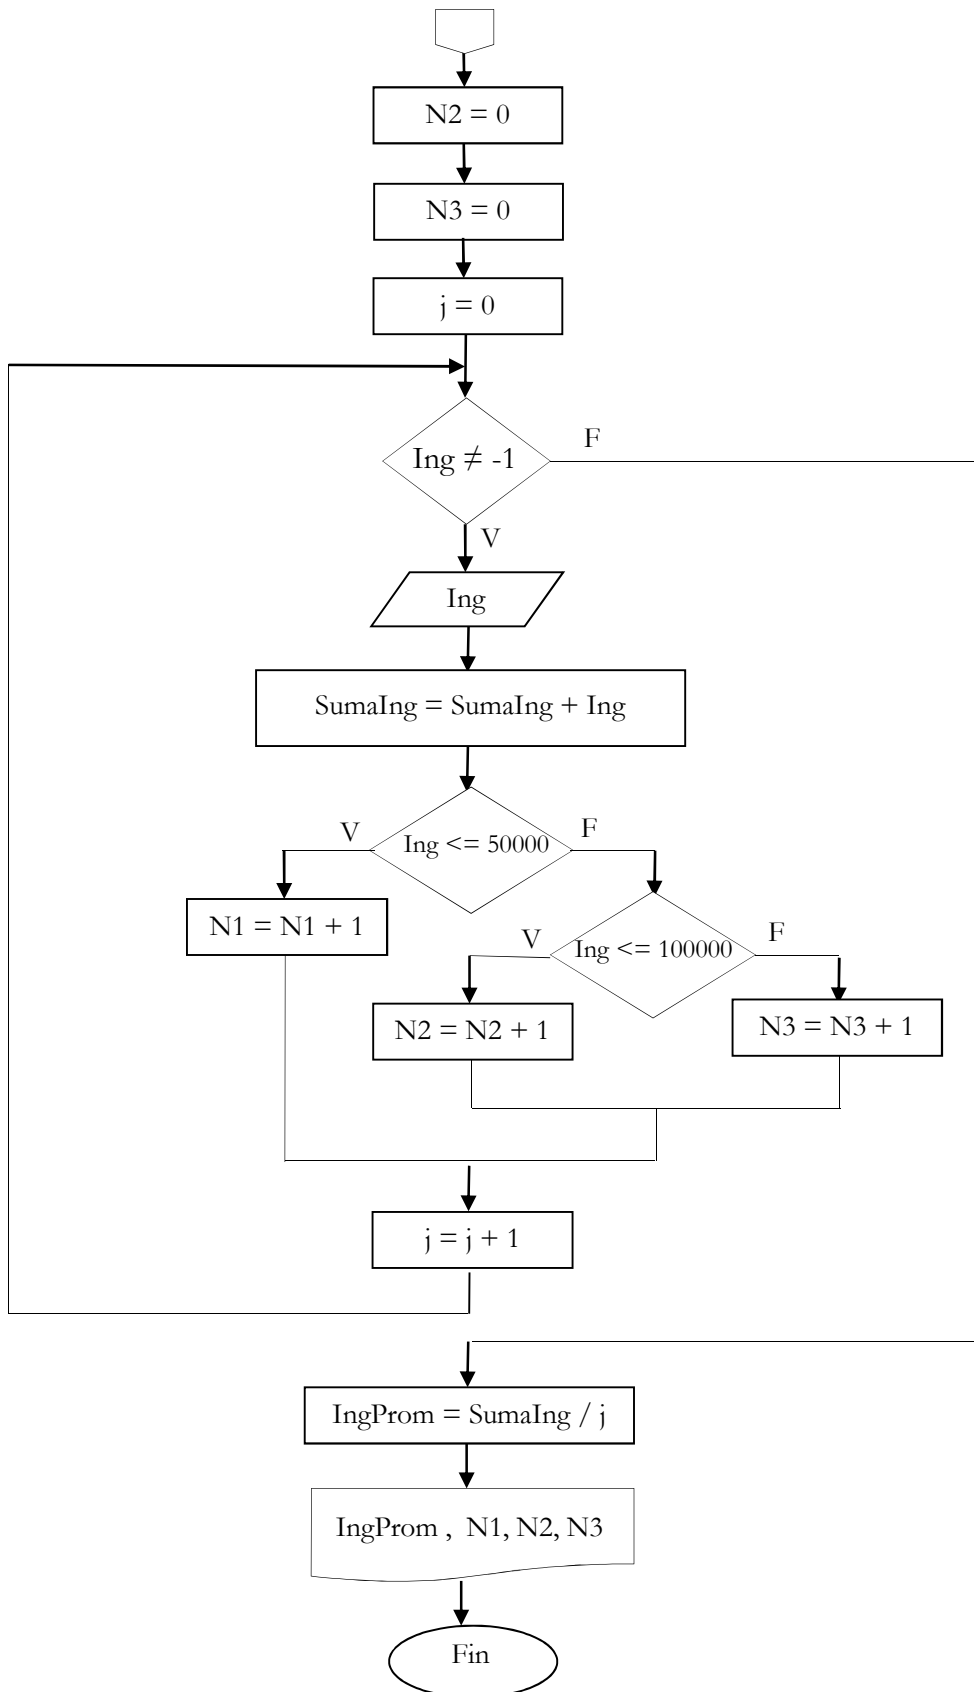 N2 = 0
N3 = 0
j = 0
Ing ≠ -1
F
V
Ing
SumaIng = SumaIng + Ing
V
Ing <= 50000
F
N1 = N1 + 1
V
Ing <= 100000
F
N2 = N2 + 1
N3 = N3 + 1
j = j + 1
IngProm = SumaIng / j
IngProm , N1, N2, N3
Fin